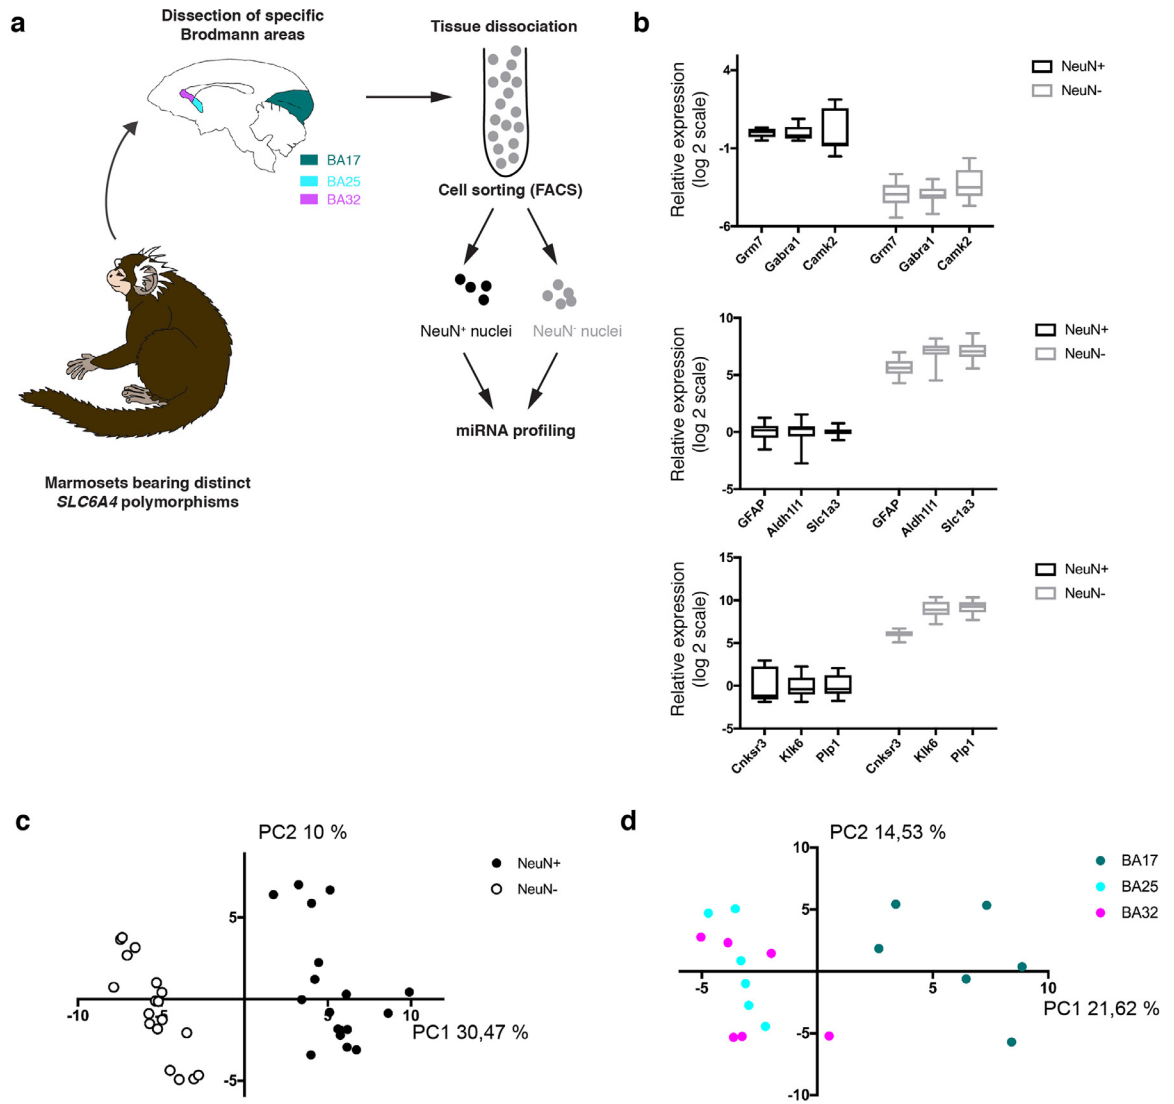 a
Dissection of specific
Brodmann areas
BA17
BA25
BA32
Tissue dissociation
Cell sorting (FACS)
NeuN+ nuclei
NeuN- nuclei
miRNA profiling
Marmosets bearing distinct
SLC6A4 polymorphisms
b
Relative expression
(log 2 scale)
4
-1
-6
Grm7
Gabra1
Camk2
Grm7
Gabra1
Camk2
NeuN+
NeuN-
Relative expression
(log 2 scale)
10
5
0
-5
GFAP
Aldh1l1
Slc1a3
GFAP
Aldh1l1
Slc1a3
NeuN+
NeuN-
Relative expression
(log 2 scale)
15
10
5
0
-5
Cnksr3
Klk6
Plp1
Cnksr3
Klk6
Plp1
NeuN+
NeuN-
c
PC2 10 %
5
-10
-5
5
10
-5
PC1 30,47 %
NeuN+
NeuN-
d
PC2 14,53 %
10
5
-5
5
10
-5
-10
PC1 21,62 %
BA17
BA25
BA32